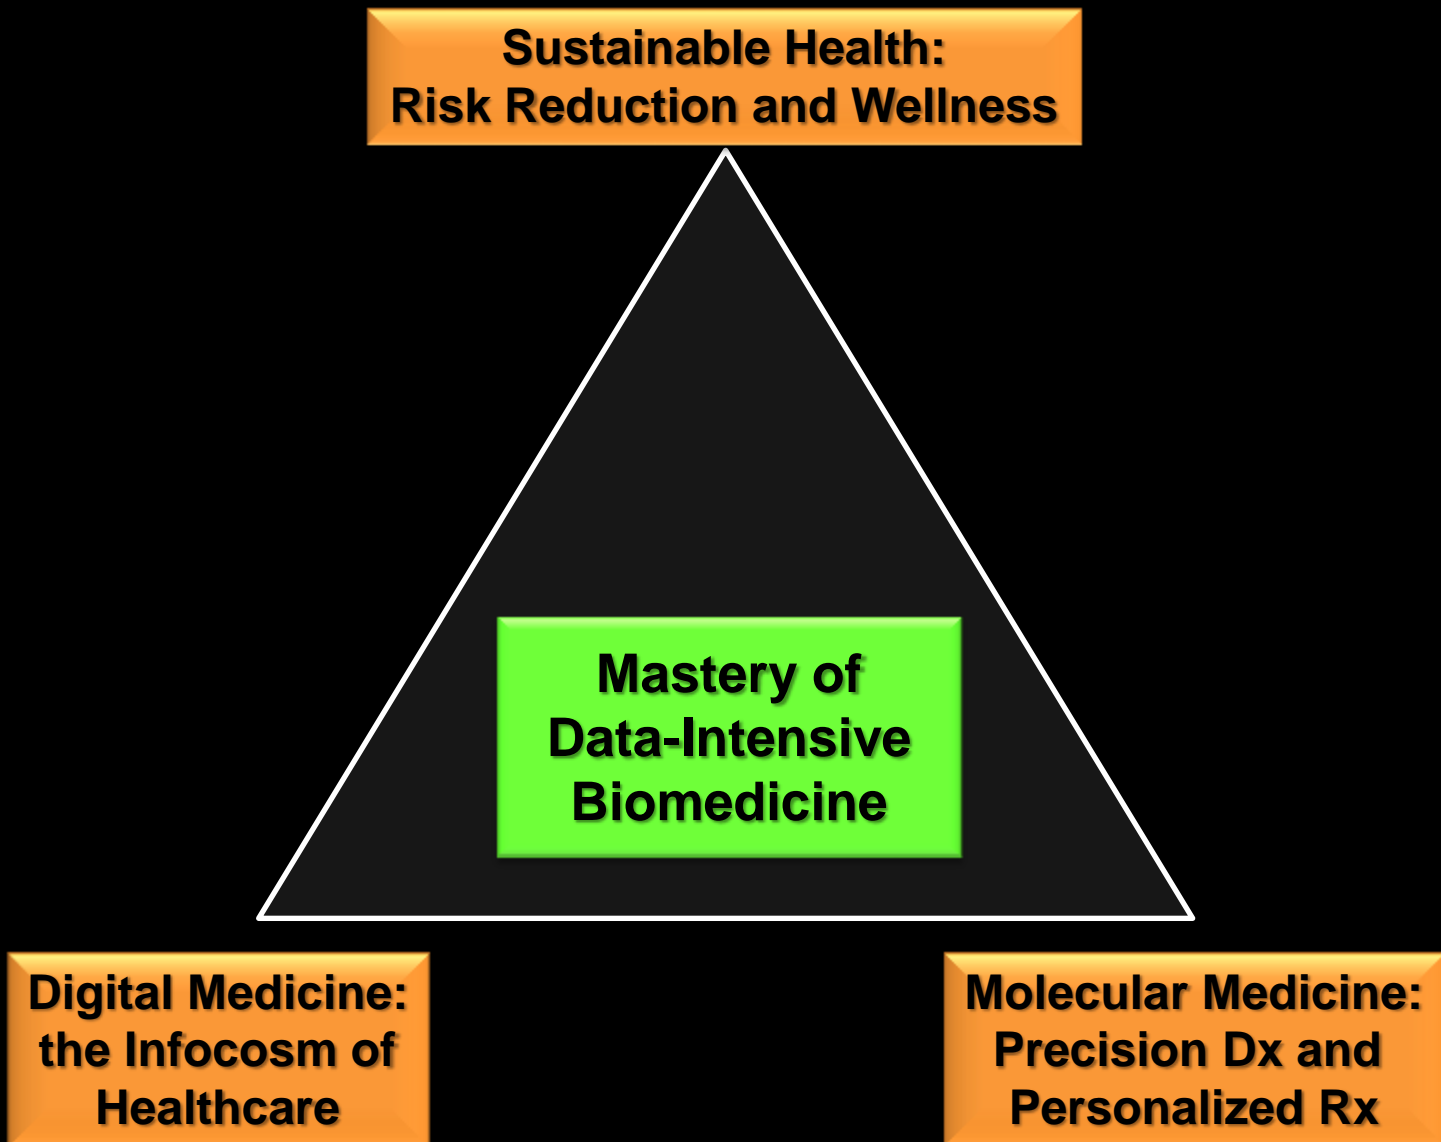 Sustainable Health:
Risk Reduction and Wellness
Mastery of
Data-Intensive
Biomedicine
Digital Medicine:
the Infocosm of
Healthcare
Molecular Medicine:
Precision Dx and
Personalized Rx